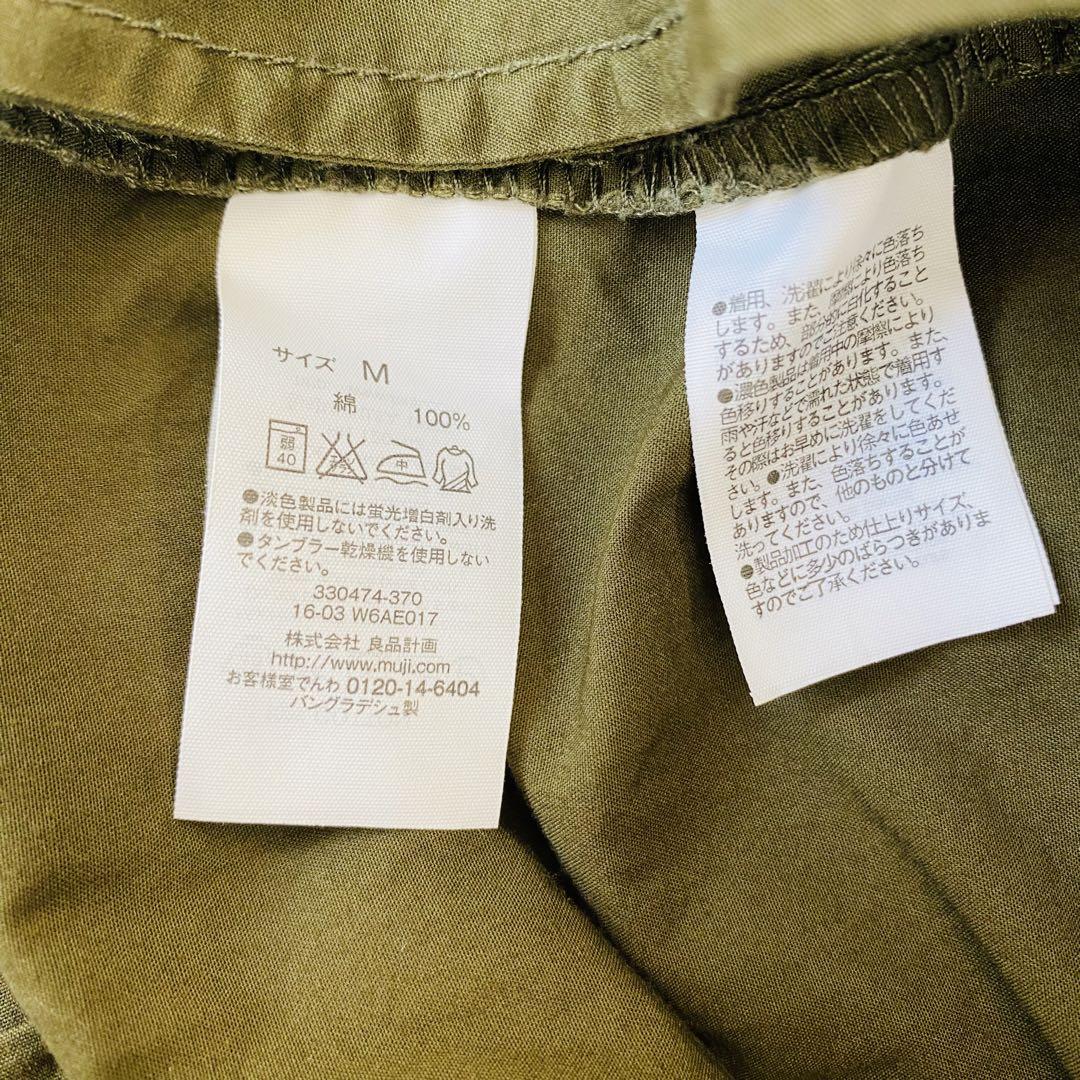 サイズ M
綿 100%
弱
40
中
●淡色製品には蛍光増白剤入り洗
剤を使用しないでください。
●タンブラー乾燥機を使用しない
でください。
330474-370
16-03 W6AE017
株式会社 良品計画
http://www.muji.com
お客様室でんわ 0120-14-6404
バングラデシュ製
●着用、洗濯により徐々に色落ち
します。また、摩擦により色落ち
するため、部分的に白化すること
がありますのでご注意ください。
●濃色製品は着用中の摩擦により
色移りすることがあります。また、
雨や汗などで濡れた状態で着用す
ると色移りすることがあります。
その際はお早めに洗濯をしてくだ
さい。●洗濯により徐々に色あせ
します。また、色落ちすることが
ありますので、他のものと分けて
洗ってください。
●製品加工のため仕上りサイズ、
色などに多少のばらつきがありま
すのでご了承ください。